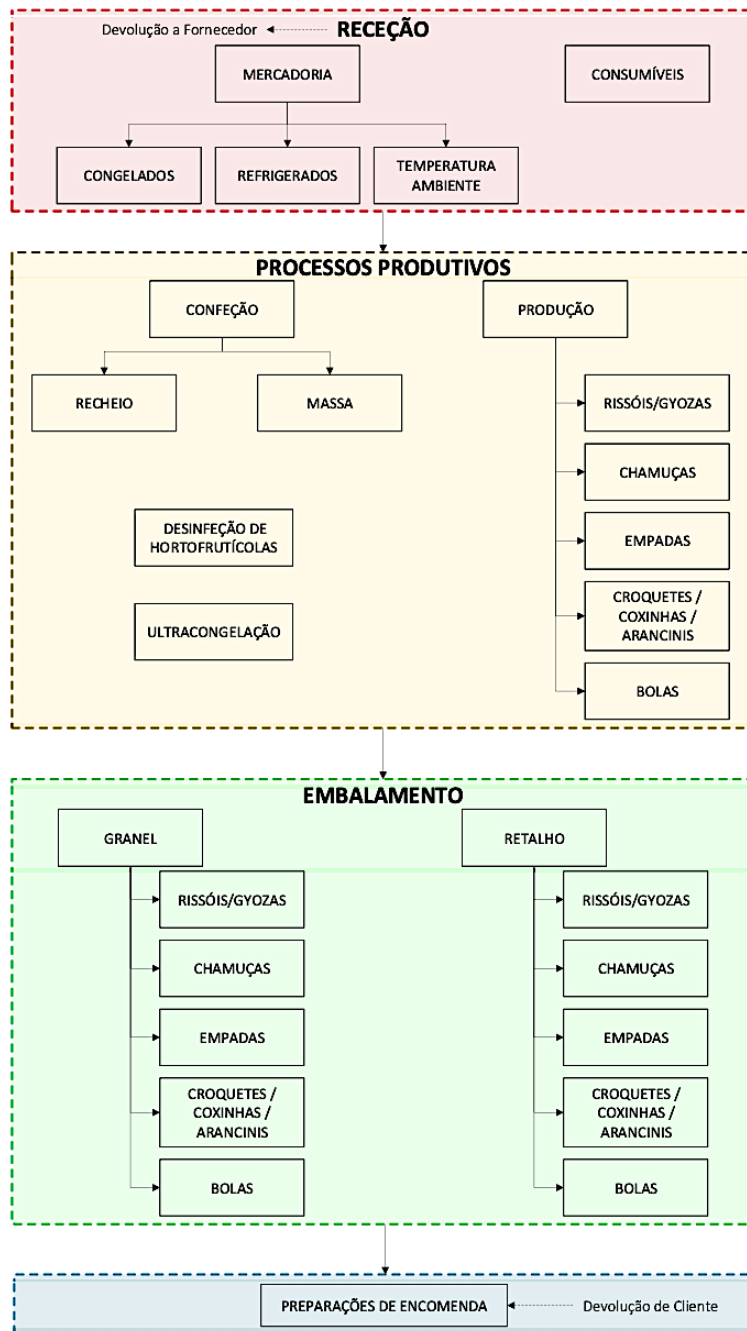 Devolução a Fornecedor
RECEÇÃO
MERCADORIA
CONSUMÍVEIS
CONGELADOS
REFRIGERADOS
TEMPERATURA
AMBIENTE
PROCESSOS PRODUTIVOS
CONFEÇÃO
PRODUÇÃO
RECHEIO
MASSA
RISSÓIS/GYOZAS
CHAMUÇAS
DESINFEÇÃO DE
HORTOFRUTÍCOLAS
EMPADAS
ULTRACONGELAÇÃO
CROQUETES /
COXINHAS /
ARANCINIS
BOLAS
EMBALAMENTO
GRANEL
RETALHO
RISSÓIS/GYOZAS
RISSÓIS/GYOZAS
CHAMUÇAS
CHAMUÇAS
EMPADAS
EMPADAS
CROQUETES /
COXINHAS /
ARANCINIS
CROQUETES /
COXINHAS /
ARANCINIS
BOLAS
BOLAS
PREPARAÇÕES DE ENCOMENDA
Devolução de Cliente